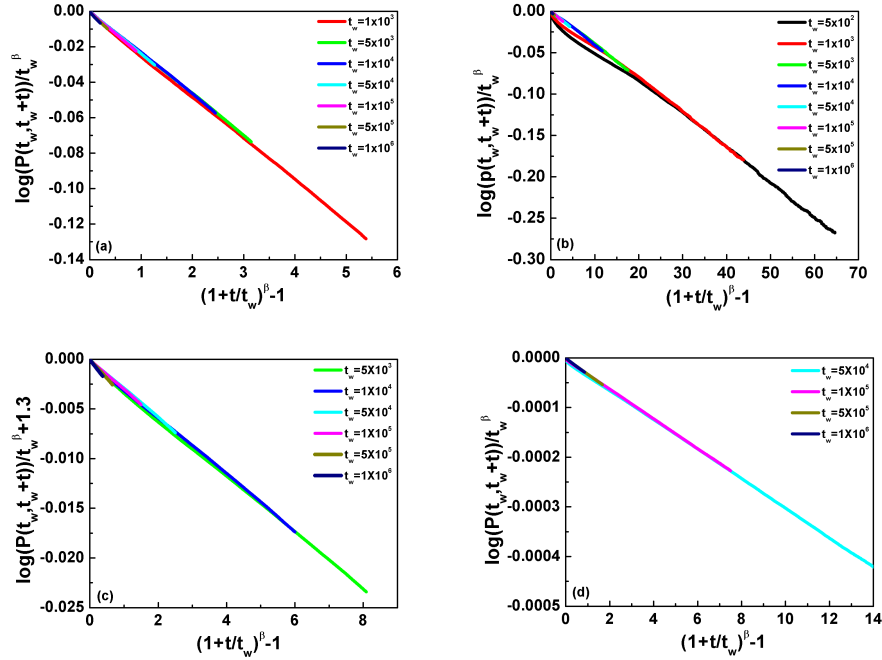 0.00
-0.02
-0.04
-0.06
-0.08
-0.10
-0.12
-0.14
0 1 2 3 4 5 6
log(P(t_w,t_w+t))/t_w^β
(1+t/t_w)^β-1
(a)
t_w=1x10^3
t_w=5x10^3
t_w=1x10^4
t_w=5x10^4
t_w=1x10^5
t_w=5x10^5
t_w=1x10^6
0.00
-0.05
-0.10
-0.15
-0.20
-0.25
-0.30
0 10 20 30 40 50 60 70
log(p(t_w,t_w+t))/t_w^β
(1+t/t_w)^β-1
(b)
t_w=5x10^2
t_w=1x10^3
t_w=5x10^3
t_w=1x10^4
t_w=5x10^4
t_w=1x10^5
t_w=5x10^5
t_w=1x10^6
0.000
-0.005
-0.010
-0.015
-0.020
-0.025
0 2 4 6 8
log(P(t_w,t_w+t))/t_w^β+1.3
(1+t/t_w)^β-1
(c)
t_w=5X10^3
t_w=1X10^4
t_w=5X10^4
t_w=1X10^5
t_w=5X10^5
t_w=1X10^6
0.0000
-0.0001
-0.0002
-0.0003
-0.0004
-0.0005
0 2 4 6 8 10 12 14
log(P(t_w,t_w+t))/t_w^β
(1+t/t_w)^β-1
(d)
t_w=5X10^4
t_w=1X10^5
t_w=5X10^5
t_w=1X10^6